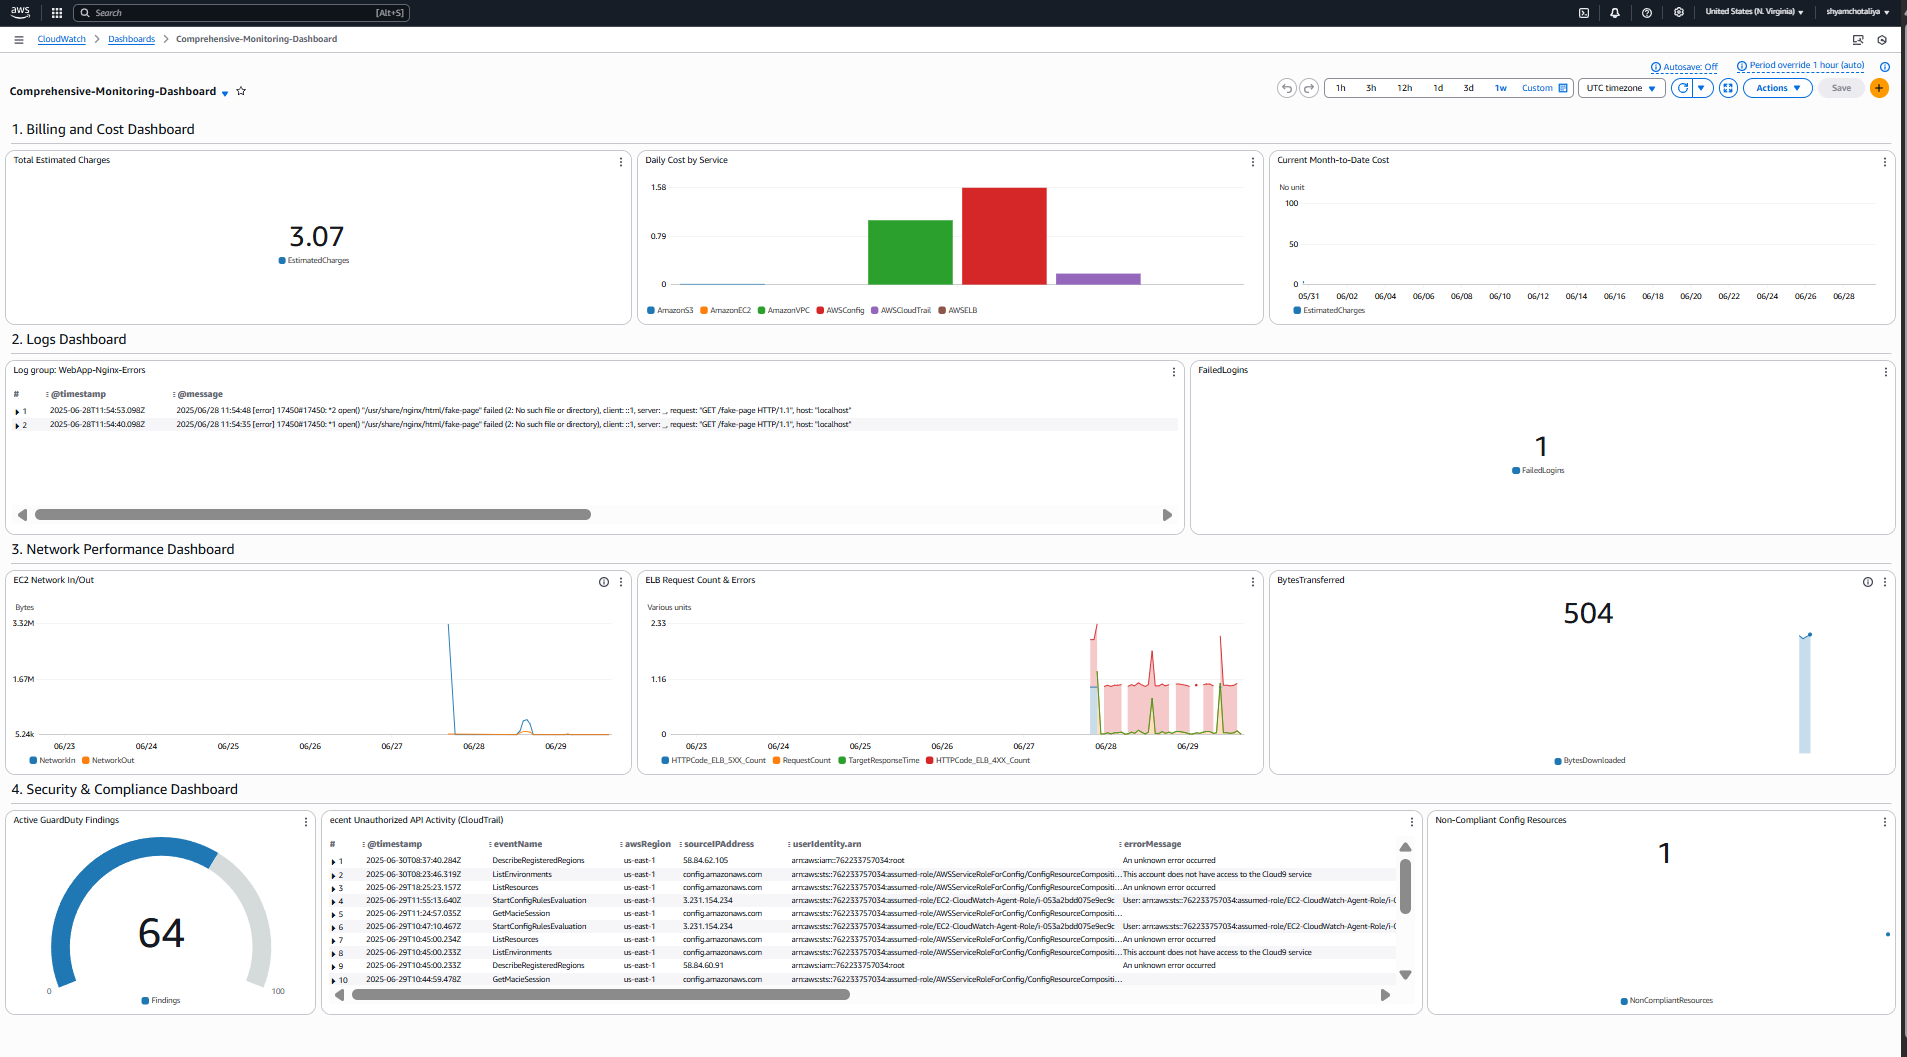 aws Search [Alt+S] United States (N. Virginia) shyamchotaliya
CloudWatch > Dashboards > Comprehensive-Monitoring-Dashboard
Autosave: Off Period override 1 hour (auto)
Comprehensive-Monitoring-Dashboard 1h 3h 12h 1d 3d 1w Custom UTC timezone Actions Save +
1. Billing and Cost Dashboard
Total Estimated Charges
3.07
EstimatedCharges
Daily Cost by Service
1.58
0.79
0
AmazonS3 AmazonEC2 AmazonVPC AWSConfig AWSCloudTrail AWSELB
Current Month-to-Date Cost
No unit
100
50
0
05/31 06/02 06/04 06/06 06/08 06/10 06/12 06/14 06/16 06/18 06/20 06/22 06/24 06/26 06/28
EstimatedCharges
2. Logs Dashboard
Log group: WebApp-Nginx-Errors
# @timestamp @message
1 2025-06-28T11:54:53.098Z 2025/06/28 11:54:48 [error] 17450#17450: *2 open() "/usr/share/nginx/html/fake-page" failed (2: No such file or directory), client: ::1, server: _, request: "GET /fake-page HTTP/1.1", host: "localhost"
2 2025-06-28T11:54:40.098Z 2025/06/28 11:54:35 [error] 17450#17450: *1 open() "/usr/share/nginx/html/fake-page" failed (2: No such file or directory), client: ::1, server: _, request: "GET /fake-page HTTP/1.1", host: "localhost"
FailedLogins
1
FailedLogins
3. Network Performance Dashboard
EC2 Network In/Out
Bytes
3.32M
1.67M
5.24k
06/23 06/24 06/25 06/26 06/27 06/28 06/29
NetworkIn NetworkOut
ELB Request Count & Errors
Various units
2.33
1.16
0
06/23 06/24 06/25 06/26 06/27 06/28 06/29
HTTPCode_ELB_5XX_Count RequestCount TargetResponseTime HTTPCode_ELB_4XX_Count
BytesTransferred
504
BytesDownloaded
4. Security & Compliance Dashboard
Active GuardDuty Findings
64
0 100
Findings
ecent Unauthorized API Activity (CloudTrail)
# @timestamp eventName awsRegion sourceIPAddress userIdentity.arn errorMessage
1 2025-06-30T08:37:40.284Z DescribeRegisteredRegions us-east-1 58.84.62.105 arn:aws:iam::762233757034:root An unknown error occurred
2 2025-06-30T08:23:46.319Z ListEnvironments us-east-1 config.amazonaws.com arn:aws:sts::762233757034:assumed-role/AWSServiceRoleForConfig/ConfigResourceCompositi... This account does not have access to the Cloud9 service
3 2025-06-29T18:25:23.157Z ListResources us-east-1 config.amazonaws.com arn:aws:sts::762233757034:assumed-role/AWSServiceRoleForConfig/ConfigResourceCompositi... An unknown error occurred
4 2025-06-29T11:55:13.640Z StartConfigRulesEvaluation us-east-1 3.231.154.234 arn:aws:sts::762233757034:assumed-role/EC2-CloudWatch-Agent-Role/i-053a2bdd075e9ec9c User: arn:aws:sts::762233757034:assumed-role/EC2-CloudWatch-Agent-Role/i-0
5 2025-06-29T11:24:57.035Z GetMacieSession us-east-1 config.amazonaws.com arn:aws:sts::762233757034:assumed-role/AWSServiceRoleForConfig/ConfigResourceCompositi...
6 2025-06-29T10:47:10.467Z StartConfigRulesEvaluation us-east-1 3.231.154.234 arn:aws:sts::762233757034:assumed-role/EC2-CloudWatch-Agent-Role/i-053a2bdd075e9ec9c User: arn:aws:sts::762233757034:assumed-role/EC2-CloudWatch-Agent-Role/i-0
7 2025-06-29T10:45:00.234Z ListResources us-east-1 config.amazonaws.com arn:aws:sts::762233757034:assumed-role/AWSServiceRoleForConfig/ConfigResourceCompositi... An unknown error occurred
8 2025-06-29T10:45:00.233Z ListEnvironments us-east-1 config.amazonaws.com arn:aws:sts::762233757034:assumed-role/AWSServiceRoleForConfig/ConfigResourceCompositi... This account does not have access to the Cloud9 service
9 2025-06-29T10:45:00.233Z DescribeRegisteredRegions us-east-1 58.84.60.91 arn:aws:iam::762233757034:root An unknown error occurred
10 2025-06-29T10:44:59.478Z GetMacieSession us-east-1 config.amazonaws.com arn:aws:sts::762233757034:assumed-role/AWSServiceRoleForConfig/ConfigResourceCompositi...
Non-Compliant Config Resources
1
NonCompliantResources